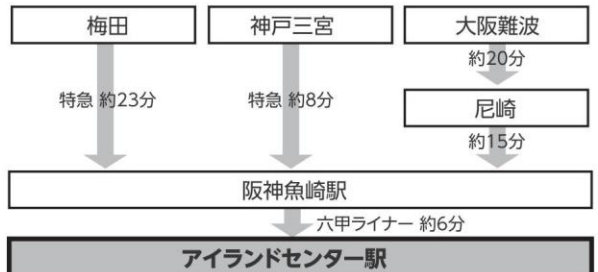 梅田
神戸三宮
大阪難波
約20分
特急 約23分
特急 約8分
尼崎
約15分
阪神魚崎駅
六甲ライナー 約6分
アイランドセンター駅